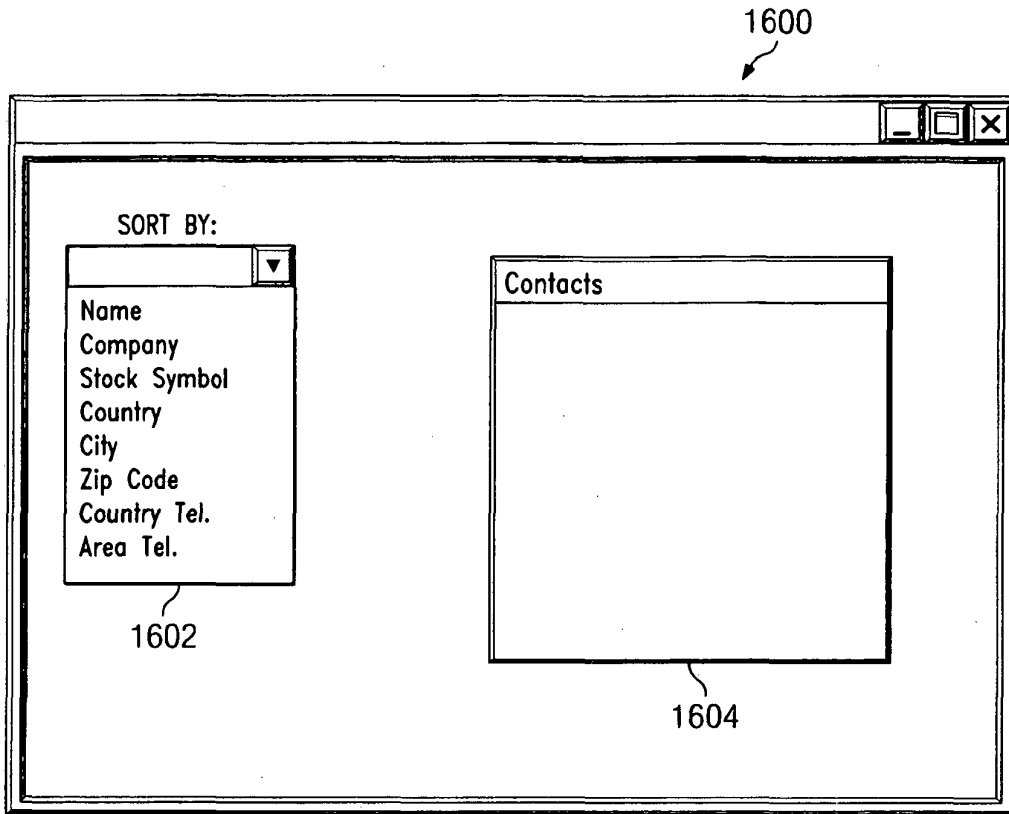 1600
SORT BY:
Name
Company
Stock Symbol
Country
City
Zip Code
Country Tel.
Area Tel.
1602
Contacts
1604